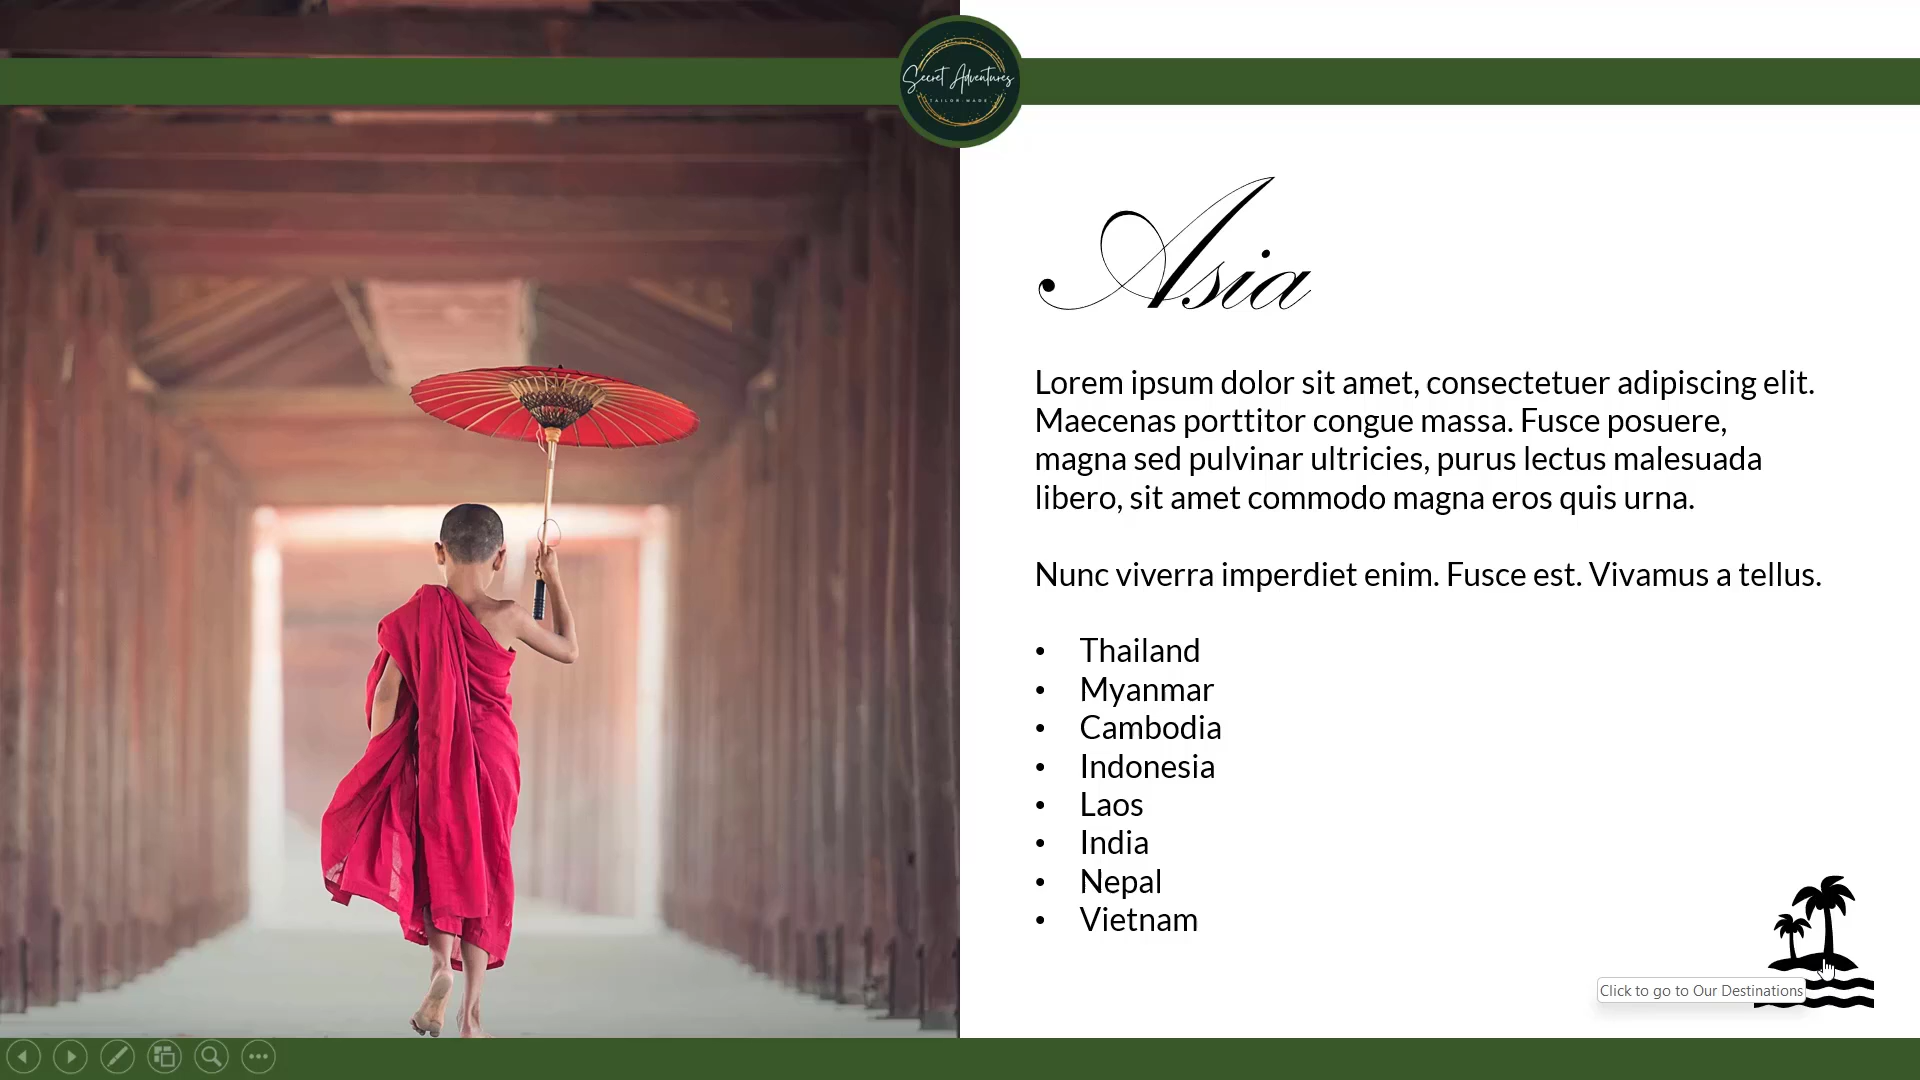 Secret Adventures
TAILOR-MADE
Asia
Lorem ipsum dolor sit amet, consectetuer adipiscing elit.
Maecenas porttitor congue massa. Fusce posuere,
magna sed pulvinar ultricies, purus lectus malesuada
libero, sit amet commodo magna eros quis urna.
Nunc viverra imperdiet enim. Fusce est. Vivamus a tellus.
• Thailand
• Myanmar
• Cambodia
• Indonesia
• Laos
• India
• Nepal
• Vietnam
Click to go to Our Destinations